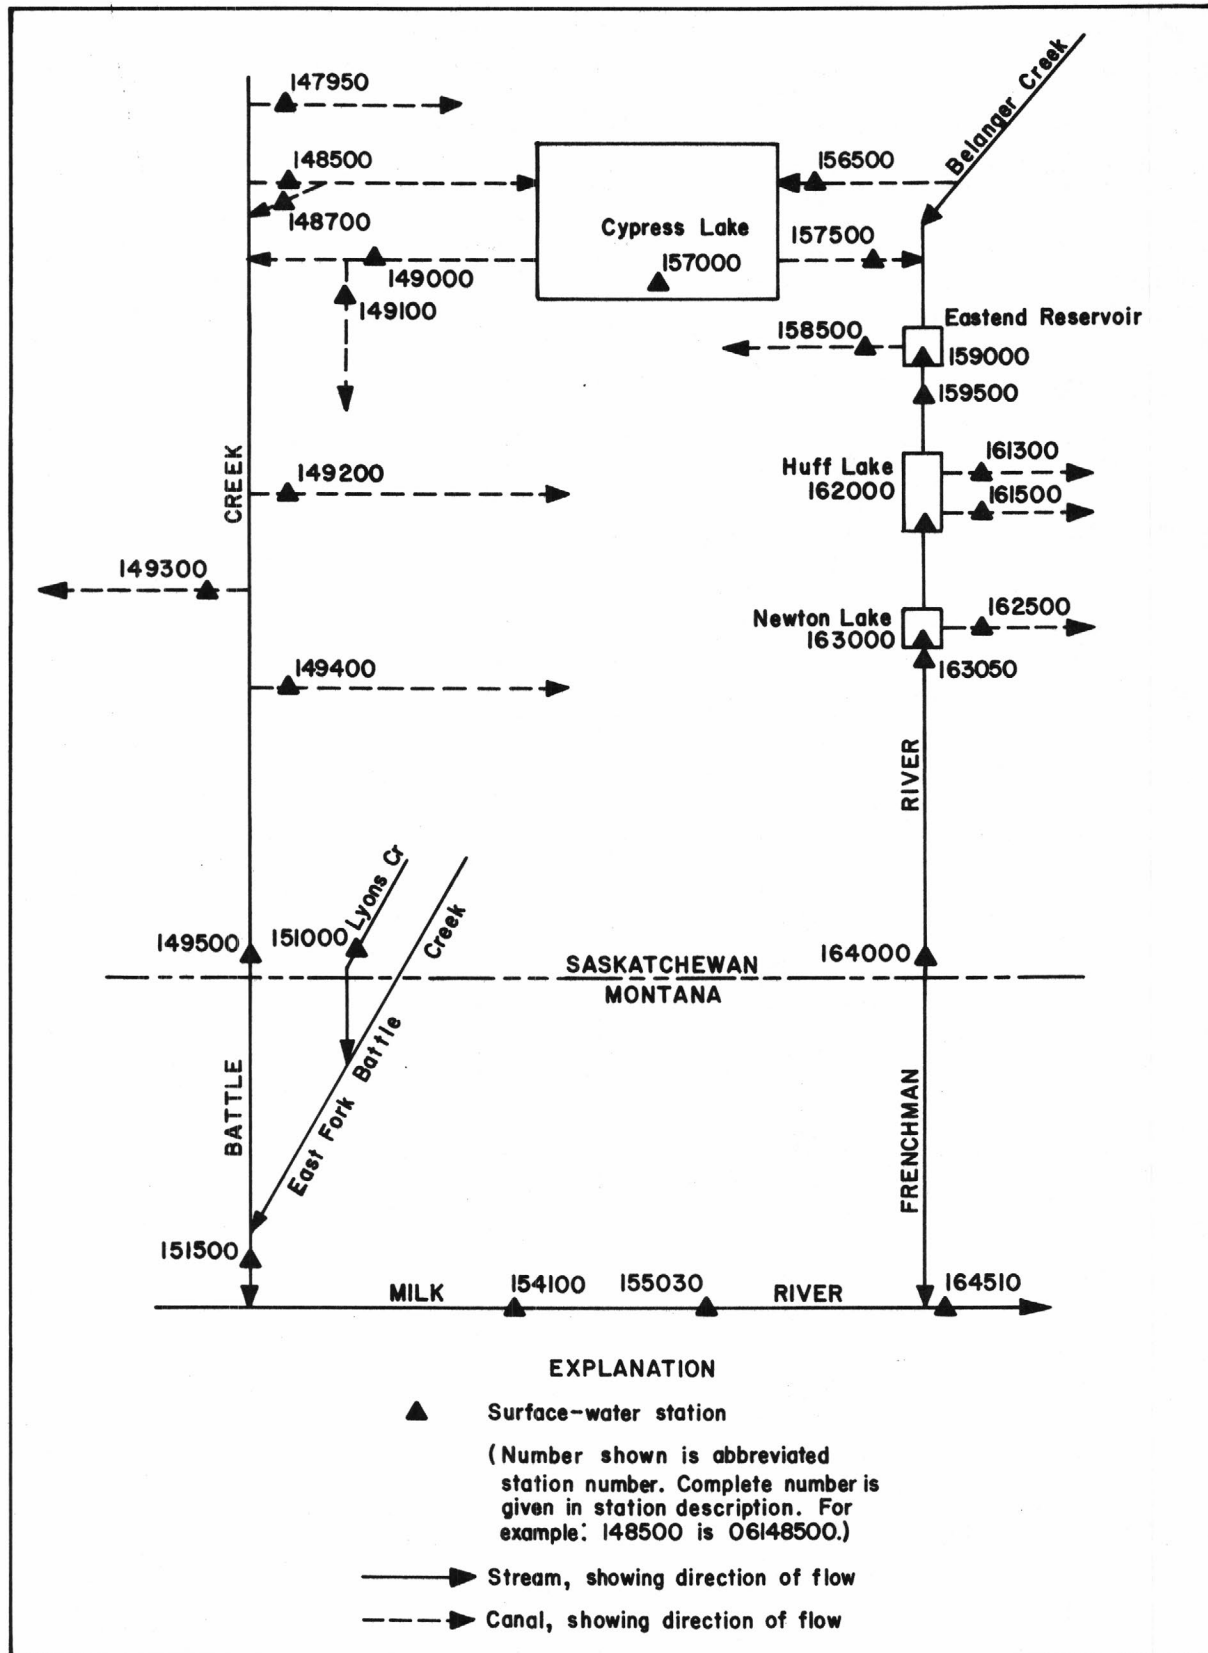 147950
Belanger Creek
148500
156500
148700
Cypress Lake
157500
157000
149000
149100
Eastend Reservoir
158500
159000
159500
CREEK
149200
Huff Lake
162000
161300
161500
149300
Newton Lake
163000
162500
163050
149400
RIVER
Lyons Cr
149500
151000
Creek
164000
SASKATCHEWAN
MONTANA
BATTLE
East Fork Battle
FRENCHMAN
151500
MILK
154100
155030
RIVER
164510
EXPLANATION
Surface-water station
(Number shown is abbreviated
station number. Complete number is
given in station description. For
example: 148500 is 06148500.)
Stream, showing direction of flow
Canal, showing direction of flow